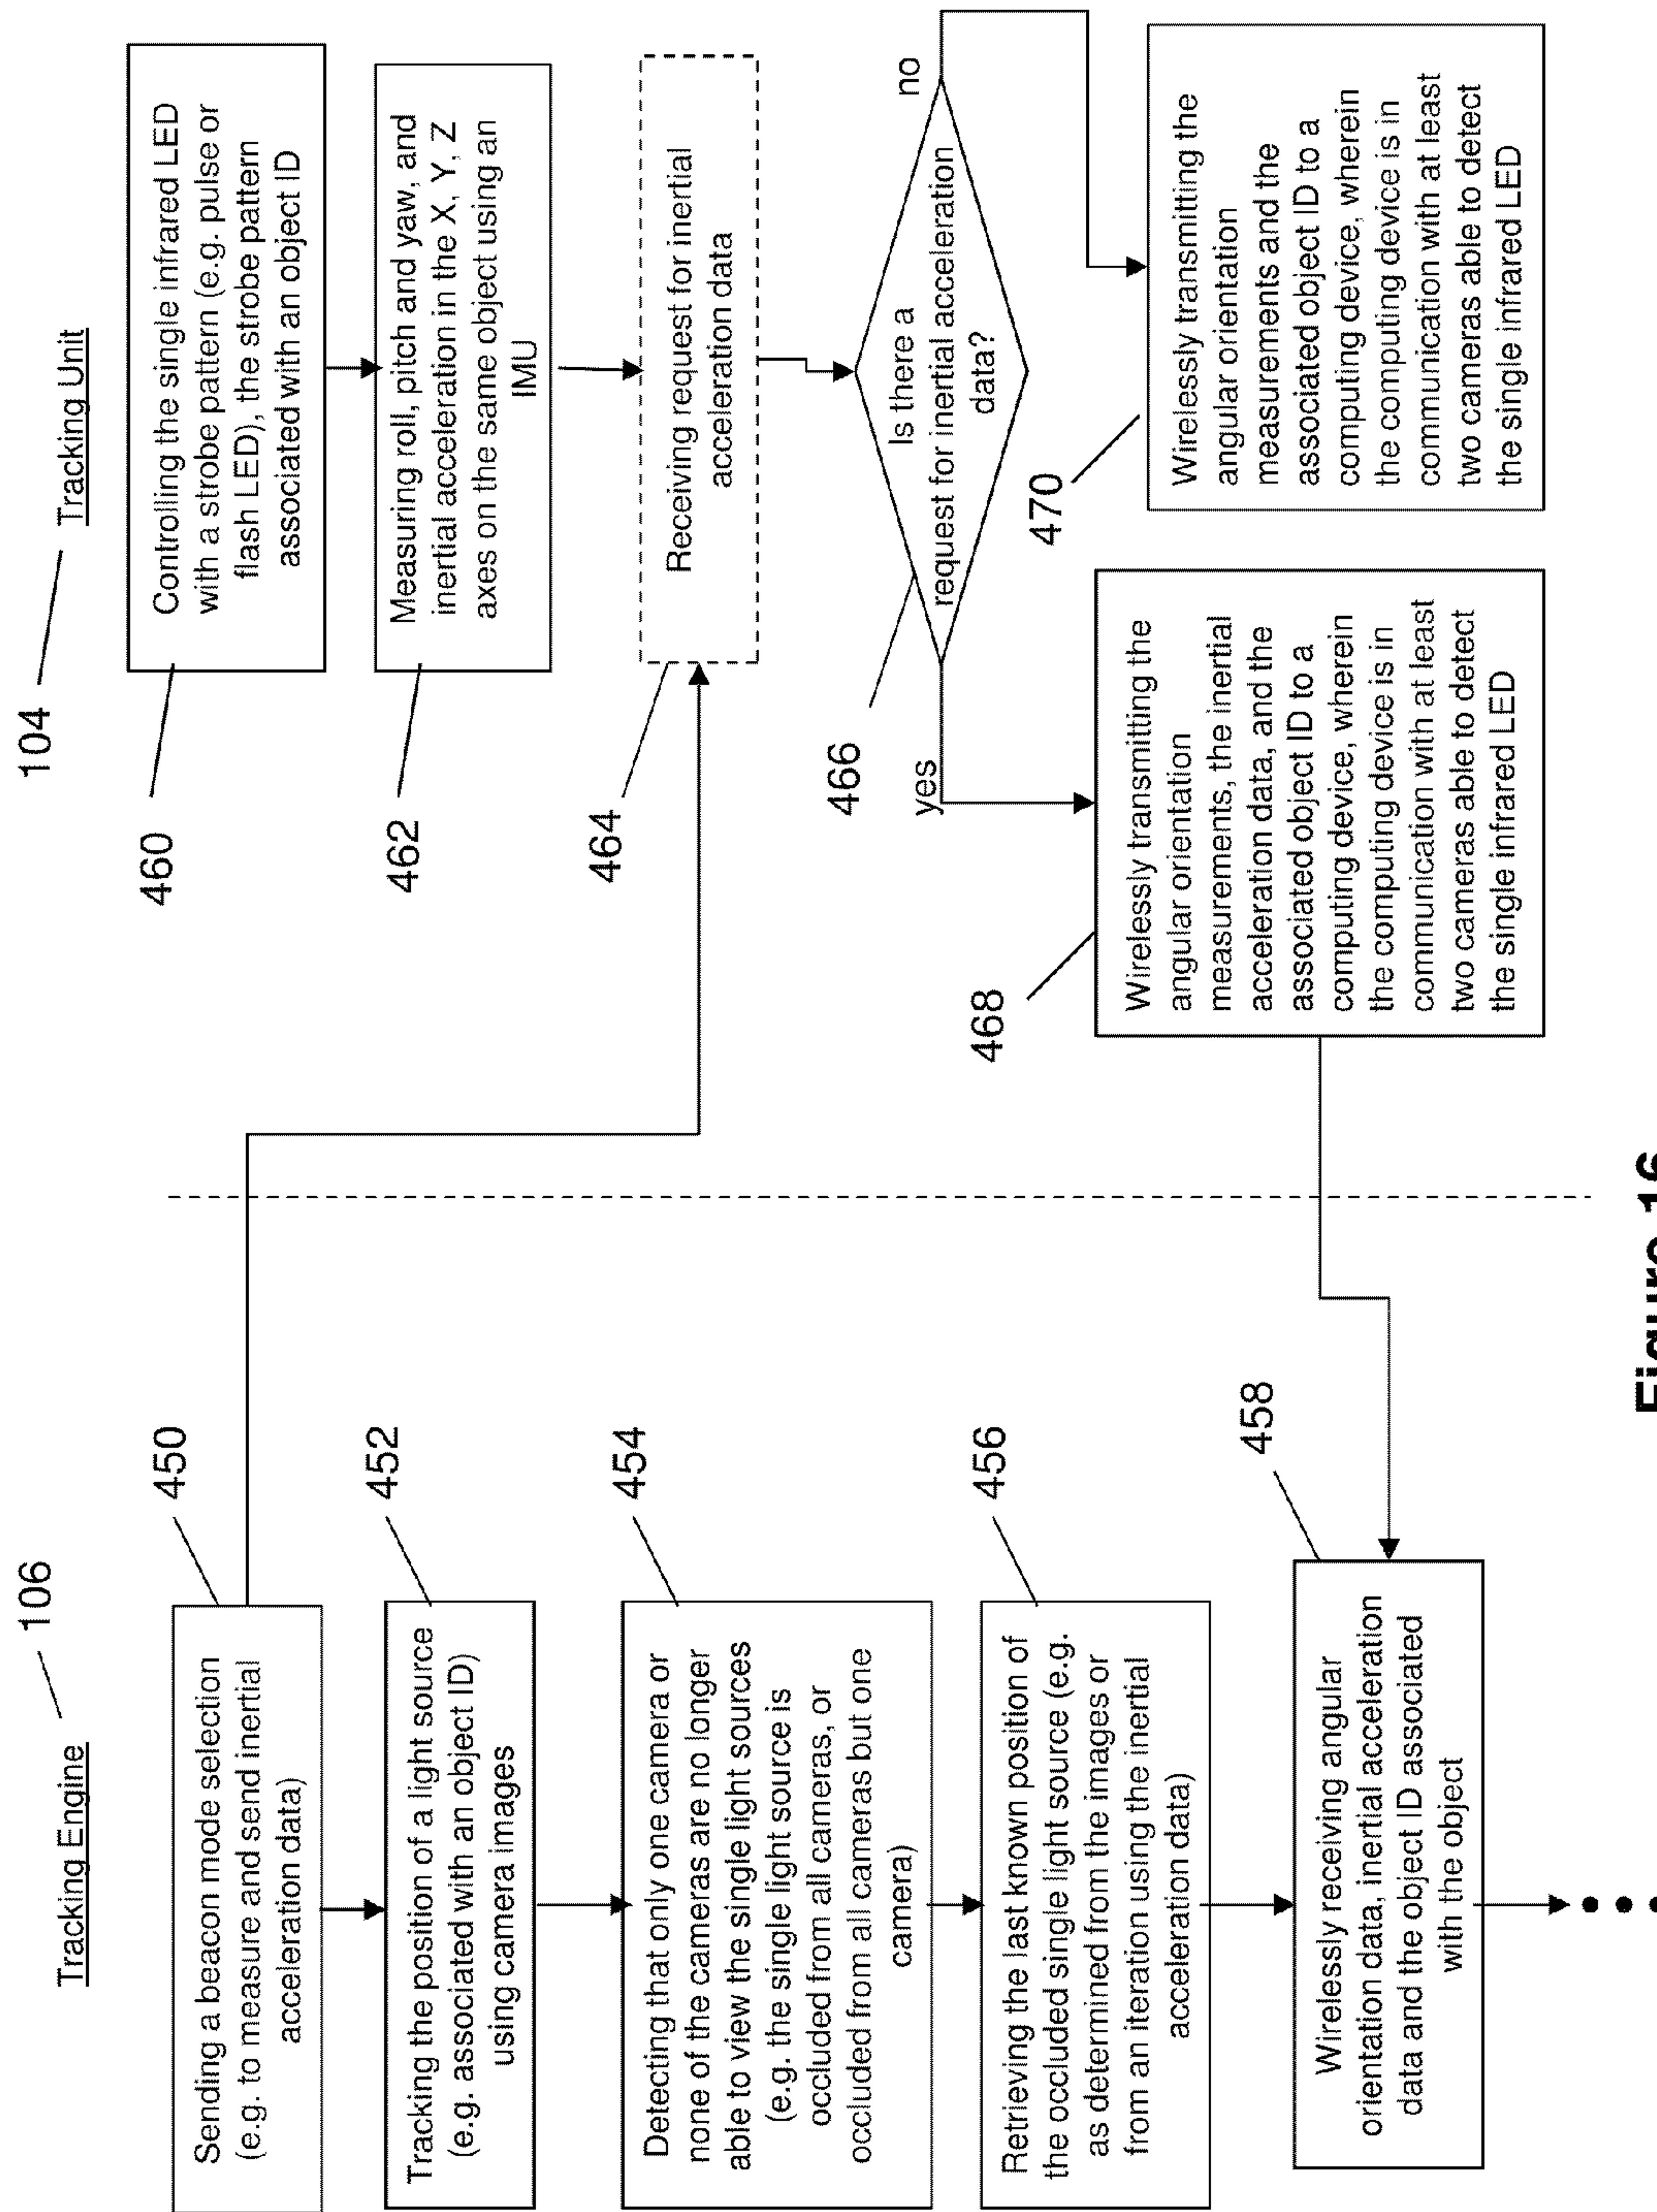 Tracking Engine
106
Sending a beacon mode selection
(e.g. to measure and send inertial
acceleration data)
450
Tracking the position of a light source
(e.g. associated with an object ID)
using camera images
452
Detecting that only one camera or
none of the cameras are no longer
able to view the single light sources
(e.g. the single light source is
occluded from all cameras, or
occluded from all cameras but one
camera)
454
Retrieving the last known position of
the occluded single light source (e.g.
as determined from the images or
from an iteration using the inertial
acceleration data)
456
Wirelessly receiving angular
orientation data, inertial acceleration
data and the object ID associated
with the object
458
104
Tracking Unit
460
Controlling the single infrared LED
with a strobe pattern (e.g. pulse or
flash LED), the strobe pattern
associated with an object ID
462
Measuring roll, pitch and yaw, and
inertial acceleration in the X, Y, Z
axes on the same object using an
IMU
464
Receiving request for inertial
acceleration data
466
Is there a
request for inertial acceleration
data?
yes
no
468
Wirelessly transmitting the
angular orientation
measurements, the inertial
acceleration data, and the
associated object ID to a
computing device, wherein
the computing device is in
communication with at least
two cameras able to detect
the single infrared LED
470
Wirelessly transmitting the
angular orientation
measurements and the
associated object ID to a
computing device, wherein
the computing device is in
communication with at least
two cameras able to detect
the single infrared LED
Figure 16